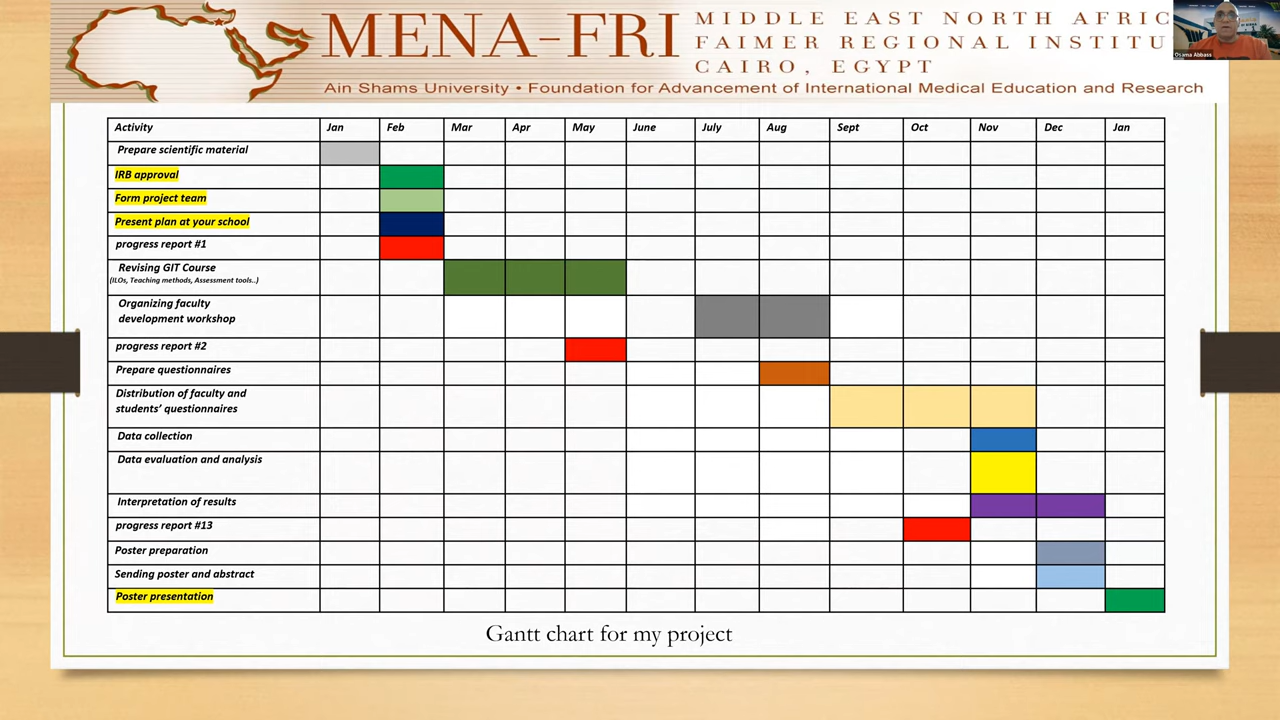 MENA-FRI
MIDDLE EAST NORTH AFRIC
FAIMER REGIONAL INSTITU
CAIRO, EGYPT
Ain Shams University • Foundation for Advancement of International Medical Education and Research
Osama Abbass
Activity Jan Feb Mar Apr May June July Aug Sept Oct Nov Dec Jan
Prepare scientific material
IRB approval
Form project team
Present plan at your school
progress report #1
Revising GIT Course
(ILOs, Teaching methods, Assessment tools..)
Organizing faculty
development workshop
progress report #2
Prepare questionnaires
Distribution of faculty and
students’ questionnaires
Data collection
Data evaluation and analysis
Interpretation of results
progress report #13
Poster preparation
Sending poster and abstract
Poster presentation
Gantt chart for my project